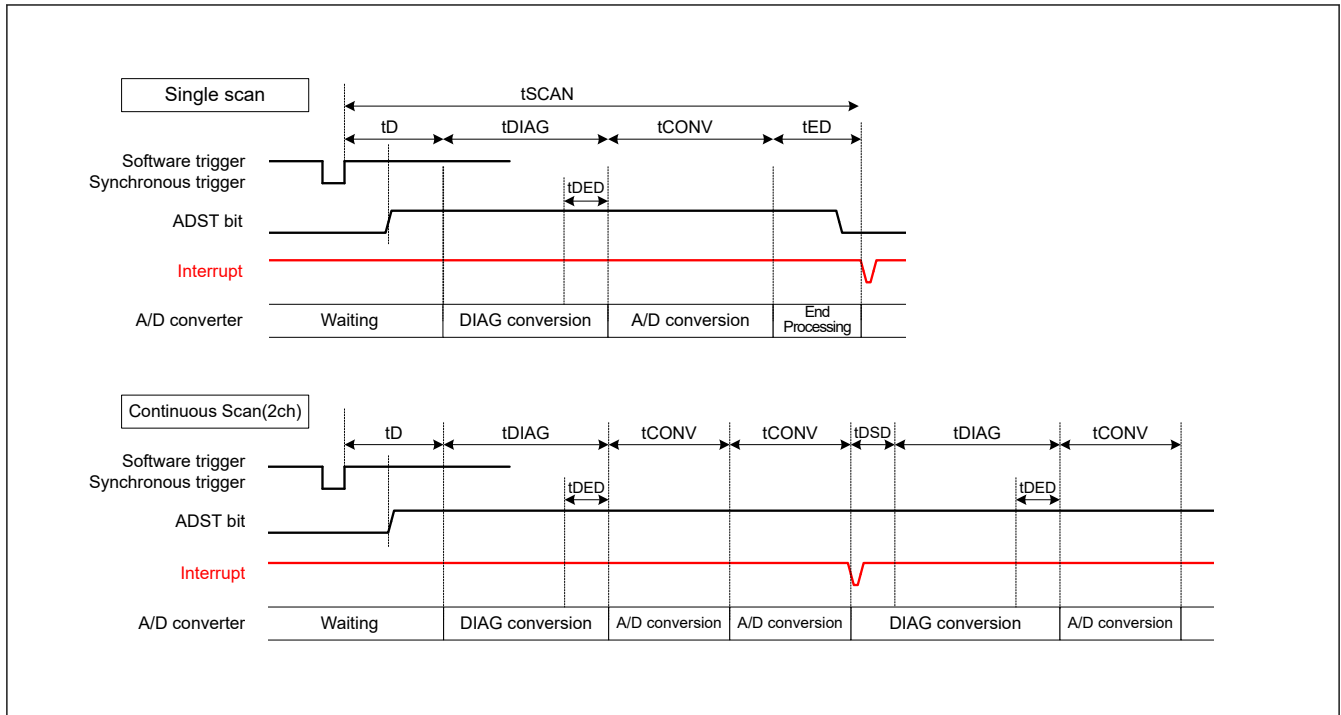 Single scan
tSCAN
tD tDIAG tCONV tED
Software trigger
Synchronous trigger
tDED
ADST bit
Interrupt
A/D converter Waiting DIAG conversion A/D conversion End Processing
Continuous Scan(2ch)
tD tDIAG tCONV tCONV tDSD tDIAG tCONV
Software trigger
Synchronous trigger
tDED tDED
ADST bit
Interrupt
A/D converter Waiting DIAG conversion A/D conversion A/D conversion DIAG conversion A/D conversion